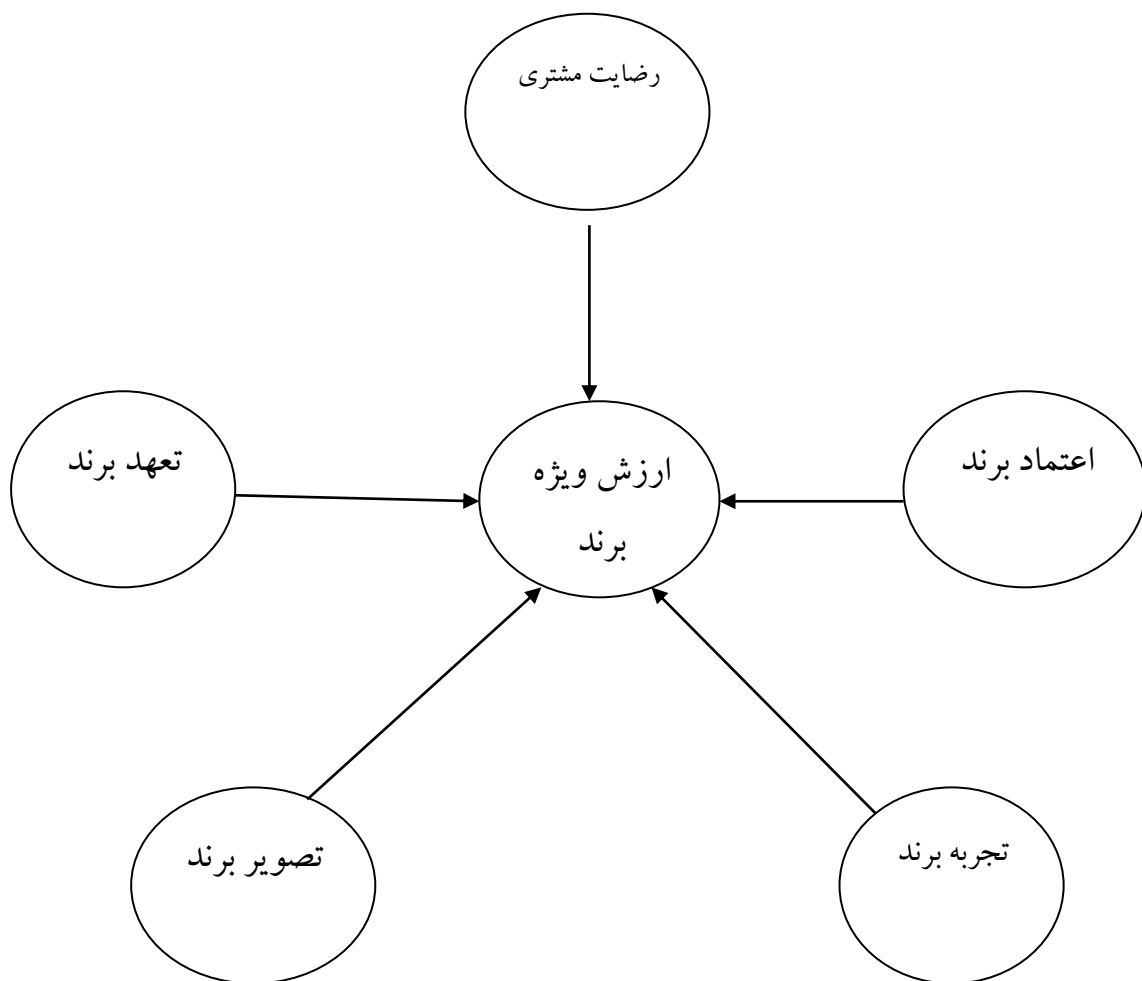 رضایت مشتری
اعتماد برند
ارزش ویژه
برند
تعهد برند
تجربه برند
تصویر برند